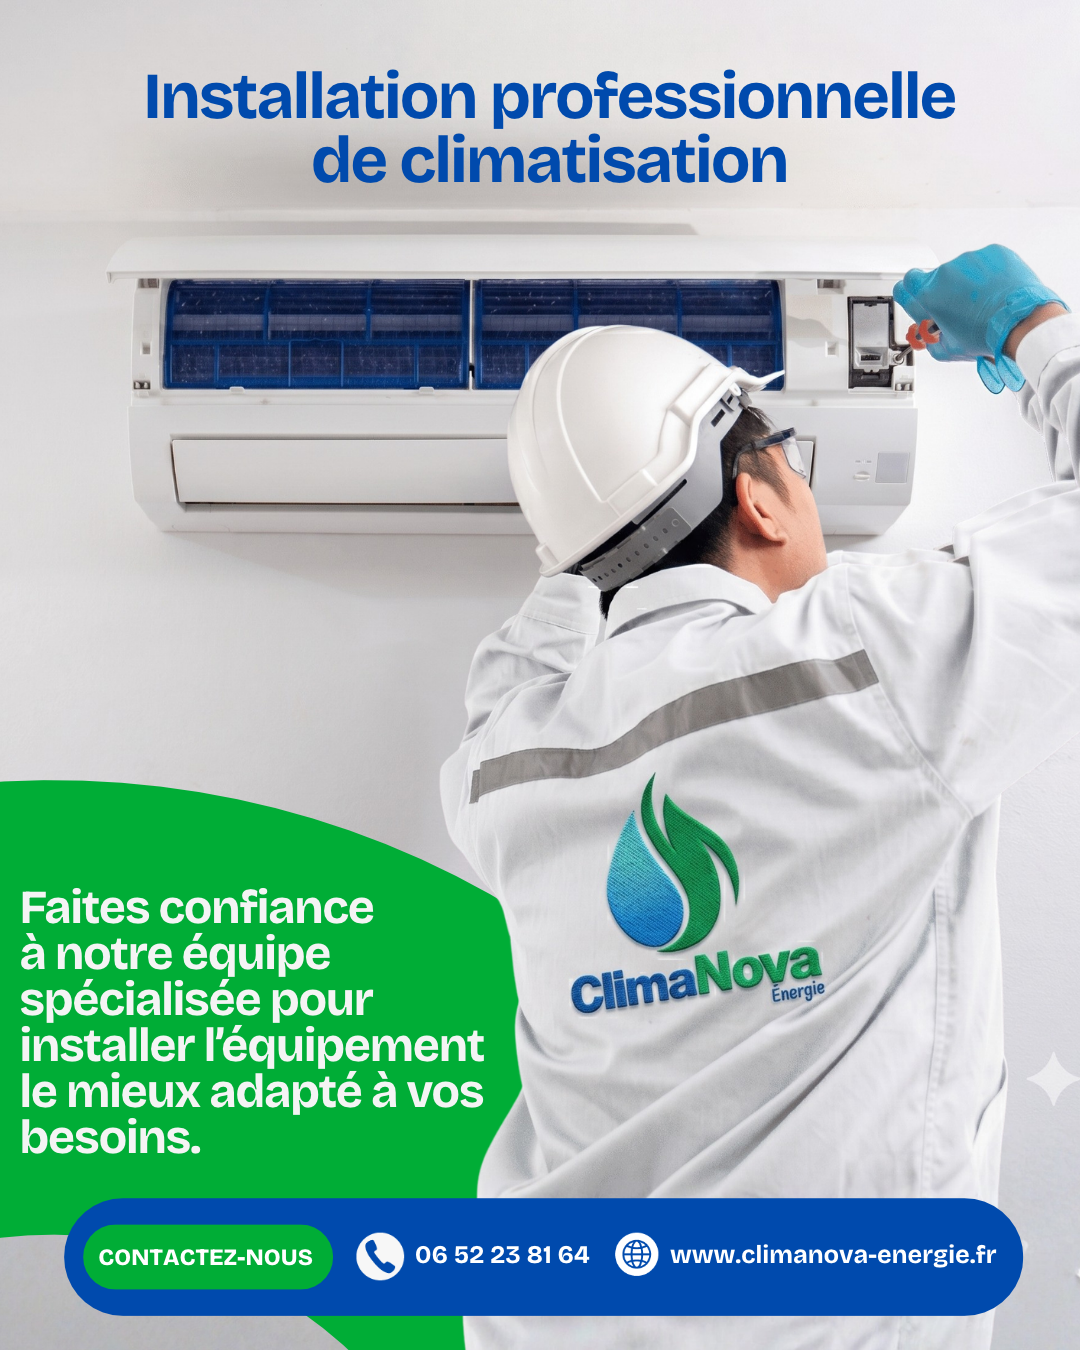 Installation professionnelle
de climatisation
ClimaNova
Énergie
Faites confiance
à notre équipe
spécialisée pour
installer l’équipement
le mieux adapté à vos
besoins.
CONTACTEZ-NOUS
06 52 23 81 64
www.climanova-energie.fr